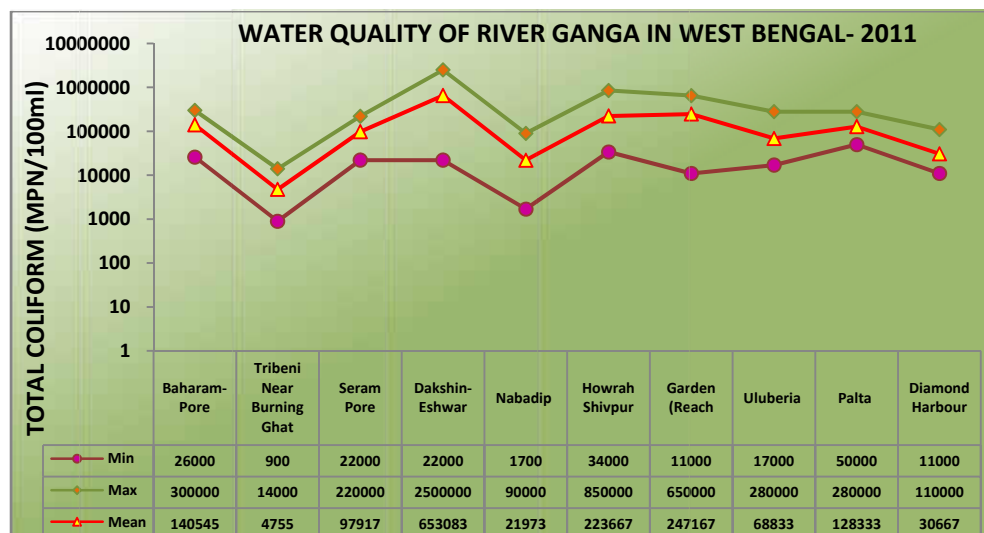 WATER QUALITY OF RIVER GANGA IN WEST BENGAL- 2011
TOTAL COLIFORM (MPN/100ml)
10000000
1000000
100000
10000
1000
100
10
1
Baharam-
Pore
Tribeni
Near
Burning
Ghat
Seram
Pore
Dakshin-
Eshwar
Nabadip
Howrah
Shivpur
Garden
(Reach
Uluberia
Palta
Diamond
Harbour
Min 26000 900 22000 22000 1700 34000 11000 17000 50000 11000
Max 300000 14000 220000 2500000 90000 850000 650000 280000 280000 110000
Mean 140545 4755 97917 653083 21973 223667 247167 68833 128333 30667